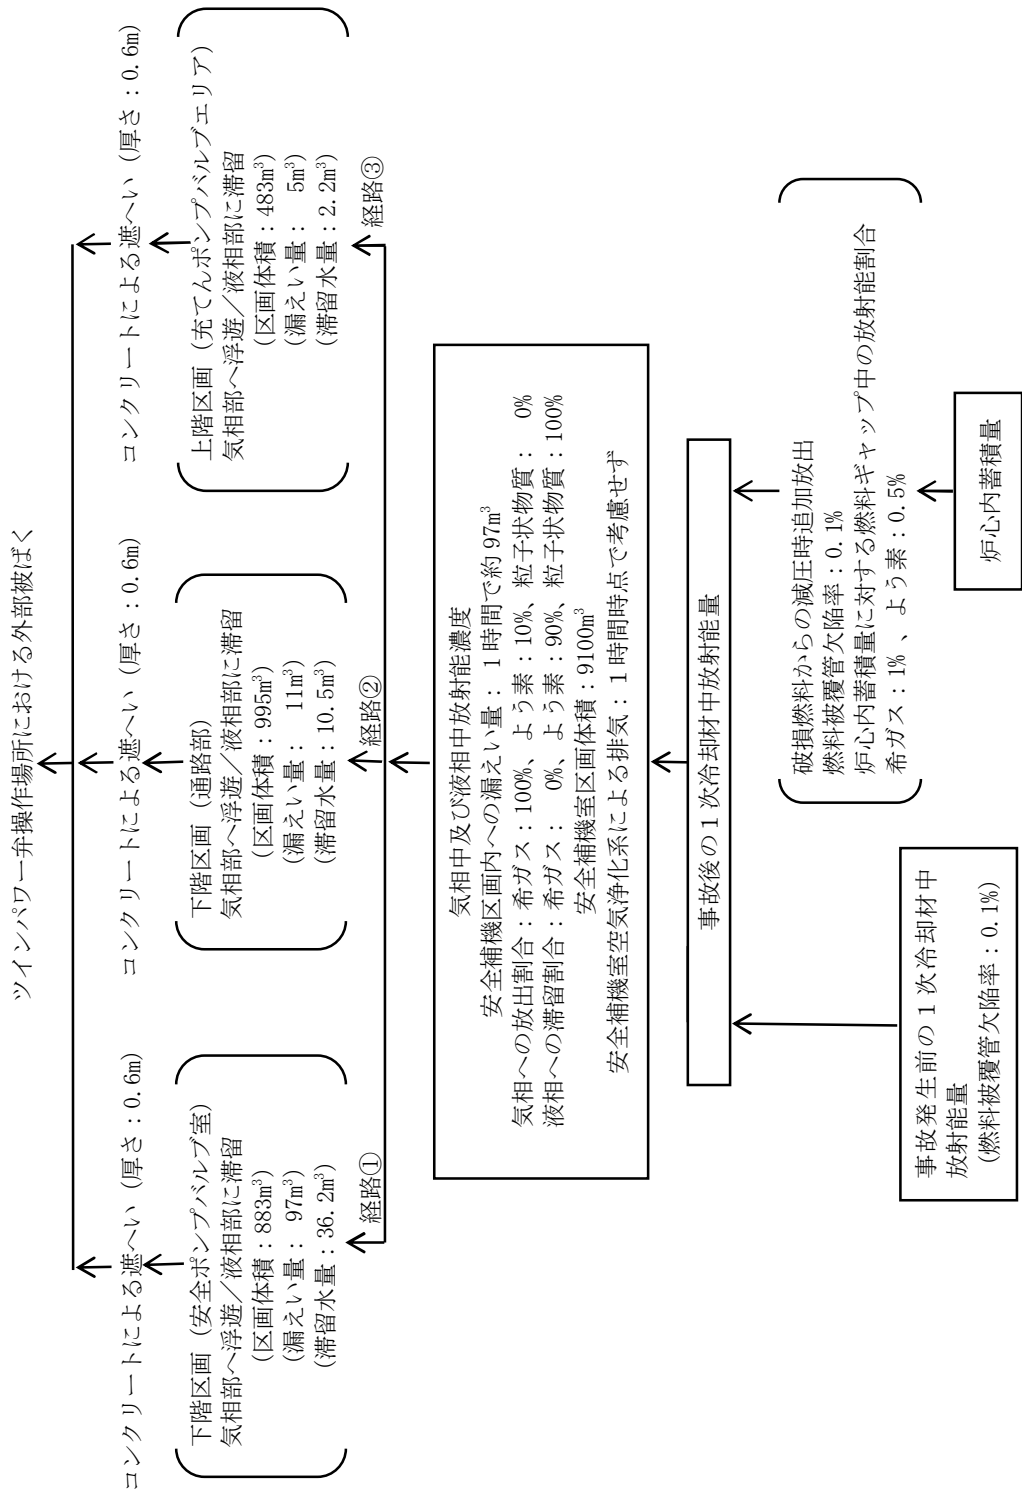 ツインパワー弁操作場所における外部被ばく
コンクリートによる遮へい（厚さ：0.6m）
下階区画（安全ポンプバルブ室）
気相部へ浮遊／液相部に滞留
（区画体積：883m³）
（漏えい量： 97m³）
（滞留水量：36.2m³）
経路①
コンクリートによる遮へい（厚さ：0.6m）
下階区画（通路部）
気相部へ浮遊／液相部に滞留
（区画体積：995m³）
（漏えい量： 11m³）
（滞留水量：10.5m³）
経路②
コンクリートによる遮へい（厚さ：0.6m）
上階区画（充てんポンプバルブエリア）
気相部へ浮遊／液相部に滞留
（区画体積：483m³）
（漏えい量： 5m³）
（滞留水量：2.2m³）
経路③
気相中及び液相中放射能濃度
安全補機区画内への漏えい量：1時間で約97m³
気相への放出割合：希ガス：100%、よう素：10%、粒子状物質： 0%
液相への滞留割合：希ガス： 0%、よう素：90%、粒子状物質：100%
安全補機室区画体積：9100m³
安全補機室空気浄化系による排気：1時間時点で考慮せず
事故後の1次冷却材中放射能量
事故発生前の1次冷却材中
放射能量
（燃料被覆管欠陥率：0.1%）
破損燃料からの減圧時追加放出
燃料被覆管欠陥率：0.1%
炉心内蓄積量に対する燃料ギャップ中の放射能割合
希ガス：1%、よう素：0.5%
炉心内蓄積量